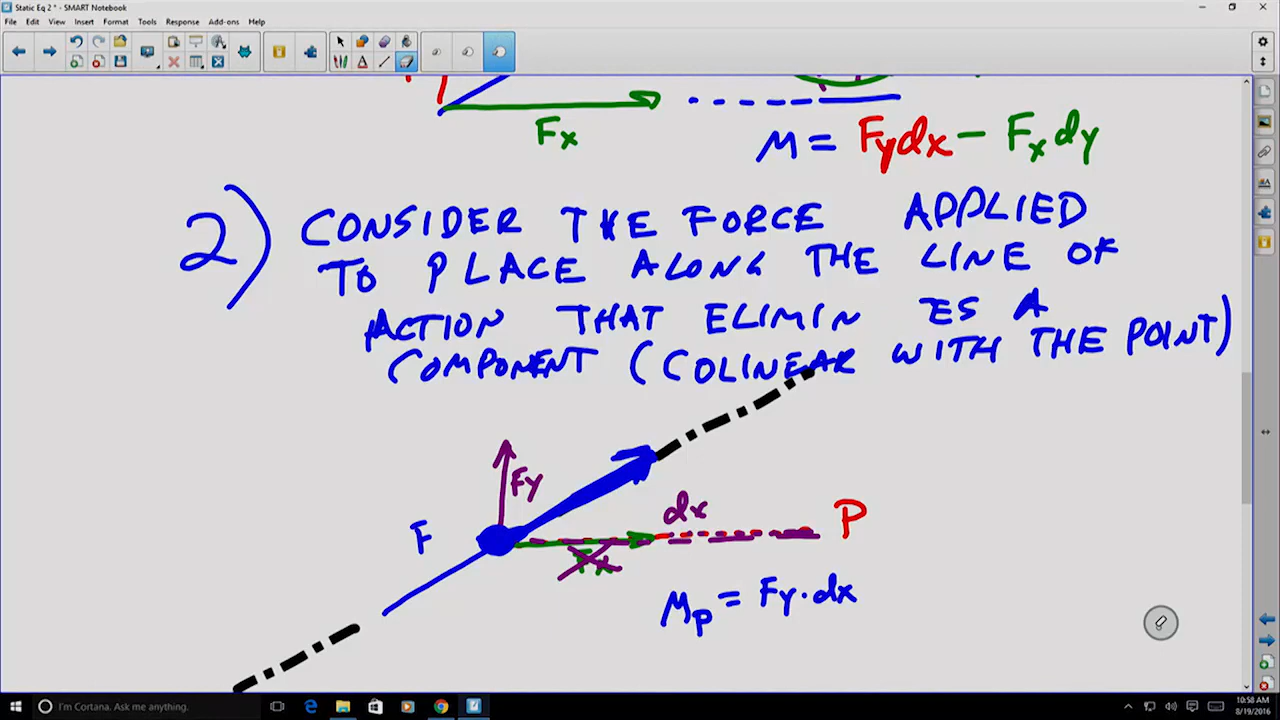 Static Eq 2 * - SMART Notebook
File Edit View Insert Format Tools Response Add-ons Help
Fx
M = Fydx - Fxdy
2) CONSIDER THE FORCE APPLIED
TO PLACE ALONG THE LINE OF
ACTION THAT ELIMIN ES A
COMPONENT (COLINEAR WITH THE POINT)
Fy
dx
P
F
Fx
Mp = Fy·dx
I'm Cortana. Ask me anything.
10:58 AM
8/19/2016